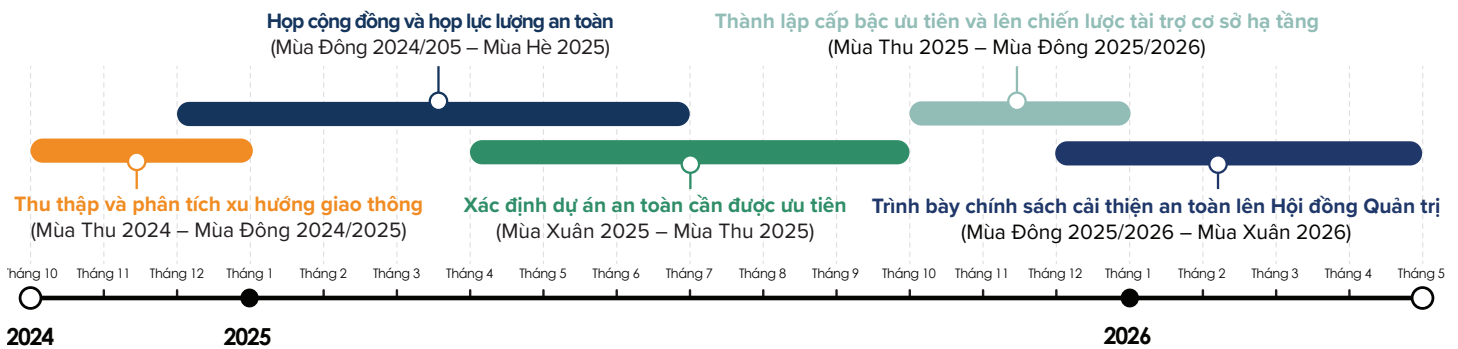 Họp cộng đồng và họp lực lượng an toàn
(Mùa Đông 2024/205 – Mùa Hè 2025)
Thành lập cấp bậc ưu tiên và lên chiến lược tài trợ cơ sở hạ tầng
(Mùa Thu 2025 – Mùa Đông 2025/2026)
Thu thập và phân tích xu hướng giao thông
(Mùa Thu 2024 – Mùa Đông 2024/2025)
Xác định dự án an toàn cần được ưu tiên
(Mùa Xuân 2025 – Mùa Thu 2025)
Trình bày chính sách cải thiện an toàn lên Hội đồng Quản trị
(Mùa Đông 2025/2026 – Mùa Xuân 2026)
Tháng 10 Tháng 11 Tháng 12 Tháng 1 Tháng 2 Tháng 3 Tháng 4 Tháng 5 Tháng 6 Tháng 7 Tháng 8 Tháng 9 Tháng 10 Tháng 11 Tháng 12 Tháng 1 Tháng 2 Tháng 3 Tháng 4 Tháng 5
2024 2025 2026